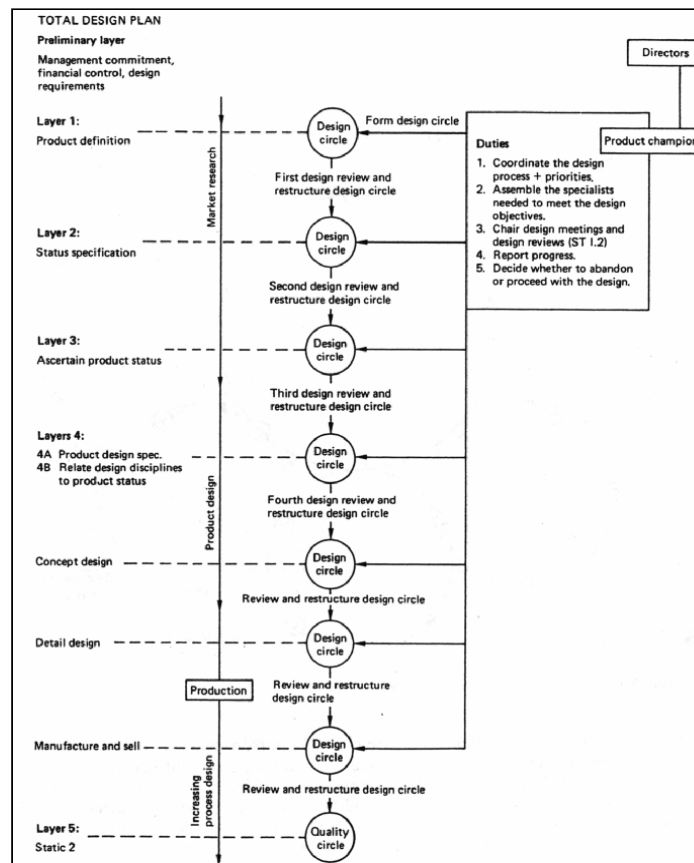 TOTAL DESIGN PLAN
Preliminary layer
Management commitment,
financial control, design
requirements
Directors
Layer 1:
Product definition
Design
circle
Form design circle
Product champion
Duties
1. Coordinate the design
process + priorities.
2. Assemble the specialists
needed to meet the design
objectives.
3. Chair design meetings and
design reviews (ST I.2)
4. Report progress.
5. Decide whether to abandon
or proceed with the design.
Market research
First design review and
restructure design circle
Layer 2:
Status specification
Design
circle
Second design review and
restructure design circle
Layer 3:
Ascertain product status
Design
circle
Third design review and
restructure design circle
Layers 4:
4A Product design spec.
4B Relate design disciplines
to product status
Design
circle
Product design
Fourth design review and
restructure design circle
Concept design
Design
circle
Review and restructure design circle
Detail design
Design
circle
Production
Review and restructure
design circle
Manufacture and sell
Design
circle
Increasing
process design
Review and restructure design circle
Layer 5:
Static 2
Quality
circle